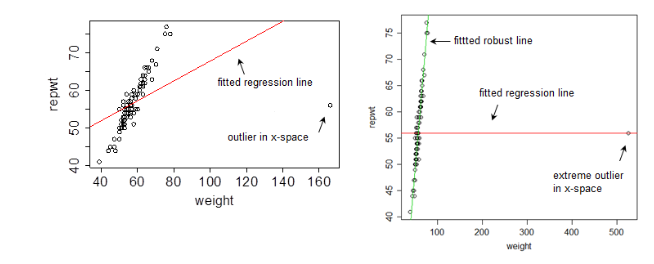 repwt
40 50 60 70
fitted regression line
outlier in x-space
40 60 80 100 120 140 160
weight
repwt
40 45 50 55 60 65 70 75
fittted robust line
fitted regression line
extreme outlier
in x-space
100 200 300 400 500
weight